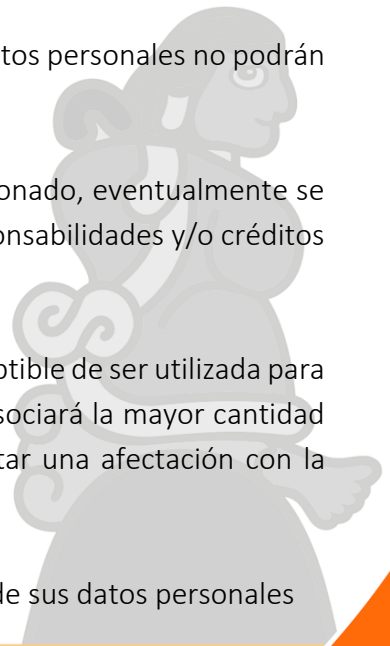 tos personales no podrán
onado, eventualmente se
onsabilidades y/o créditos
ptible de ser utilizada para
sociará la mayor cantidad
tar una afectación con la
de sus datos personales